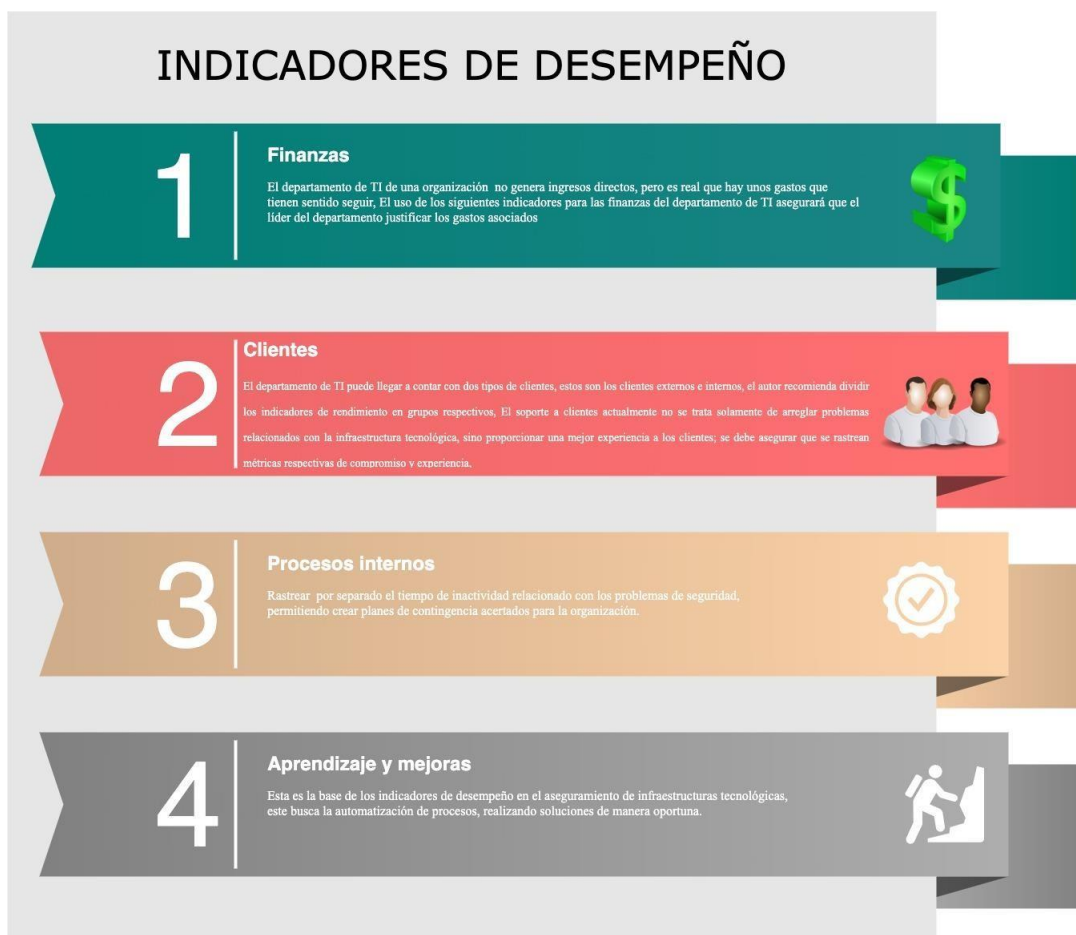 INDICADORES DE DESEMPEÑO
1
Finanzas
El departamento de TI de una organización no genera ingresos directos, pero es real que hay unos gastos que
tienen sentido seguir, El uso de los siguientes indicadores para las finanzas del departamento de TI asegurará que el
líder del departamento justificar los gastos asociados
2
Clientes
El departamento de TI puede llegar a contar con dos tipos de clientes, estos son los clientes externos e internos, el autor recomienda dividir
los indicadores de rendimiento en grupos respectivos, El soporte a clientes actualmente no se trata solamente de arreglar problemas
relacionados con la infraestructura tecnológica, sino proporcionar una mejor experiencia a los clientes; se debe asegurar que se rastrean
métricas respectivas de compromiso y experiencia.
3
Procesos internos
Rastrear por separado el tiempo de inactividad relacionado con los problemas de seguridad,
permitiendo crear planes de contingencia acertados para la organización.
4
Aprendizaje y mejoras
Esta es la base de los indicadores de desempeño en el aseguramiento de infraestructuras tecnológicas,
este busca la automatización de procesos, realizando soluciones de manera oportuna.